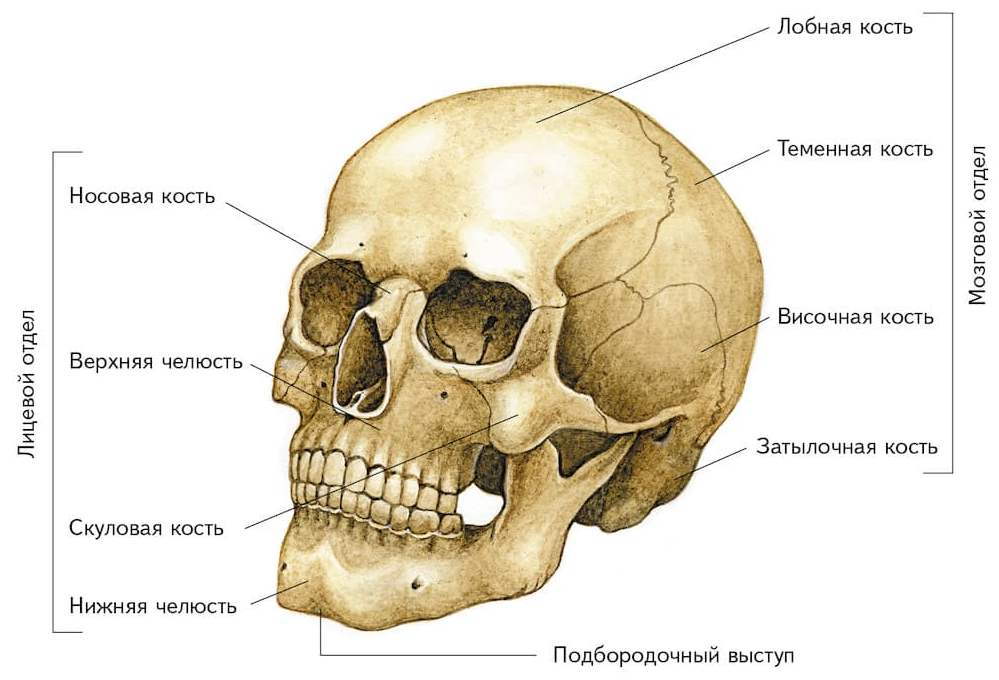 Лобная кость
Теменная кость
Носовая кость
Мозговой отдел
Височная кость
Лицевой отдел
Верхняя челюсть
Затылочная кость
Скуловая кость
Нижняя челюсть
Подбородочный выступ